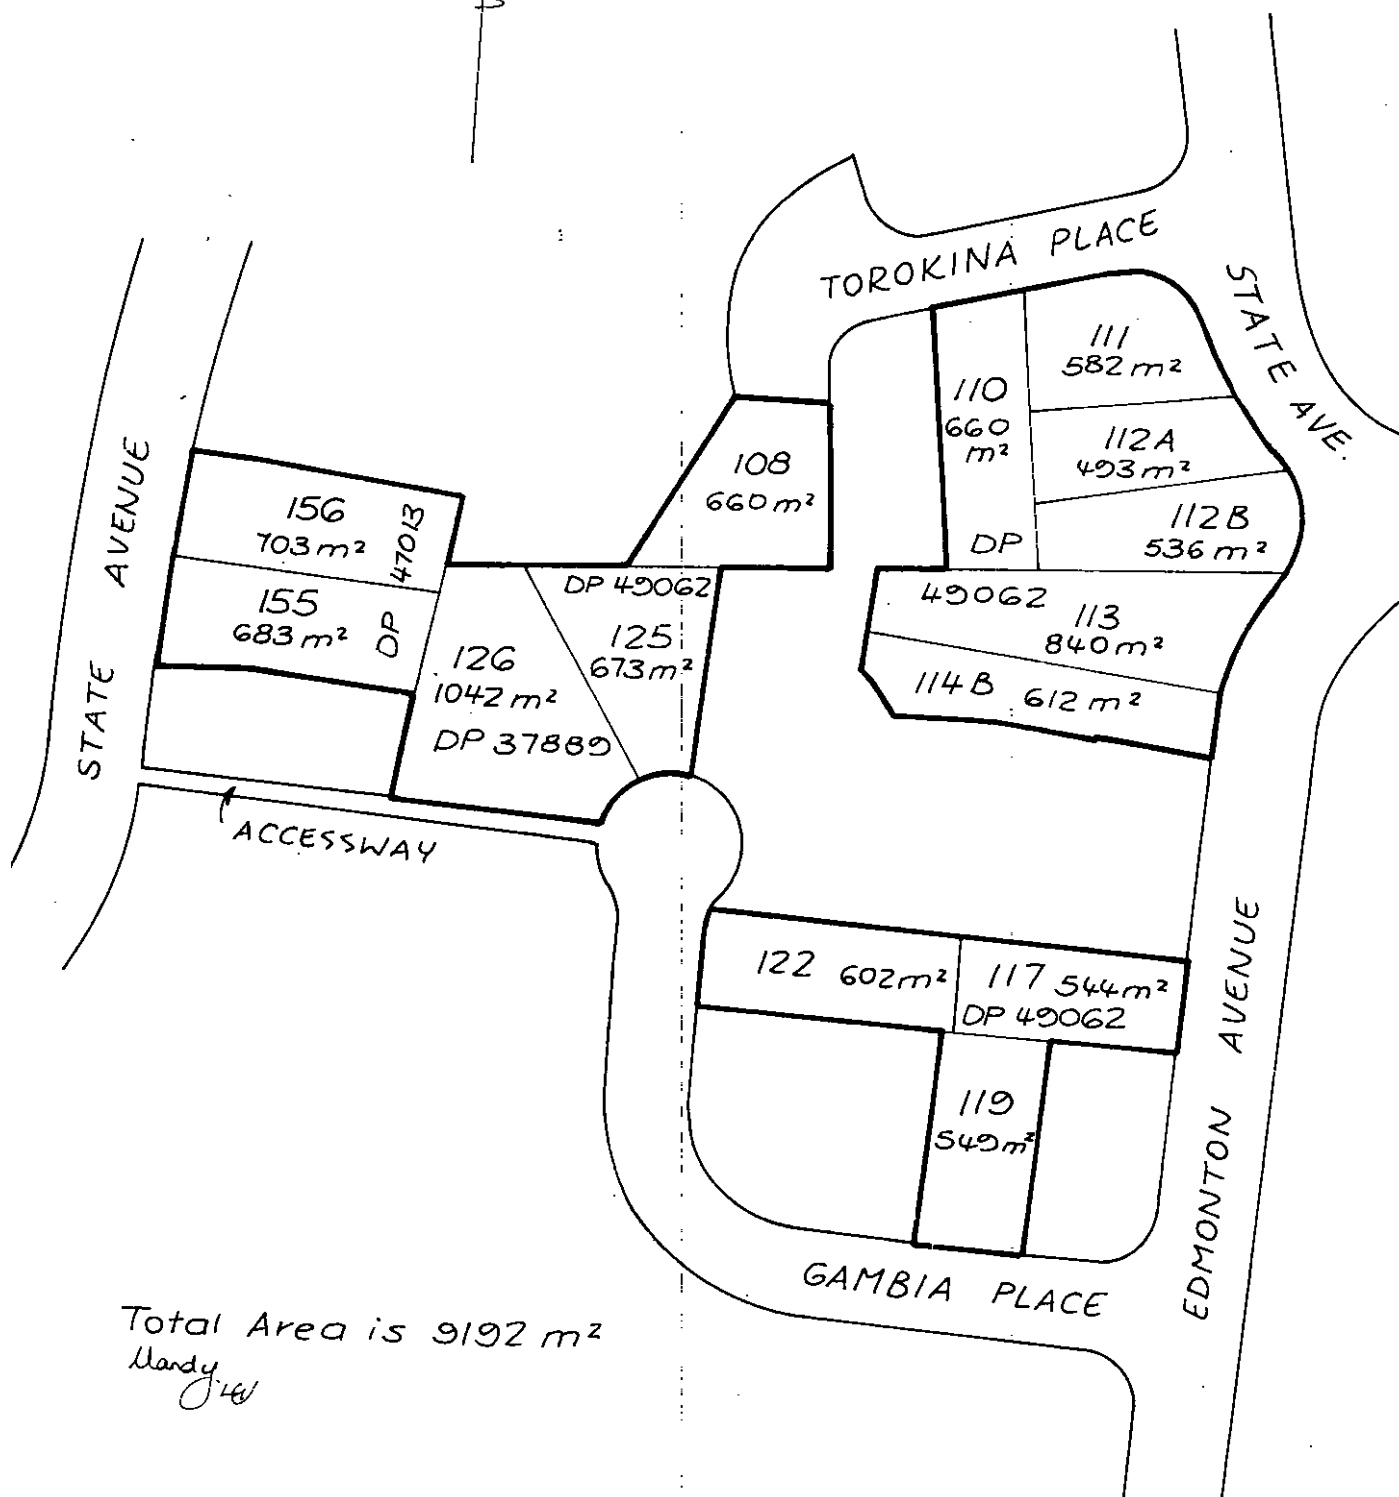 TOROKINA PLACE
STATE AVE.
111
582 m²
110
660
m²
112A
493 m²
108
660 m²
STATE AVENUE
156
703 m²
DP 47013
112B
536 m²
DP
49062
155
683 m²
DP 49062
113
840 m²
125
673 m²
126
1042 m²
114B 612 m²
DP 37889
ACCESSWAY
122 602 m²
117 544 m²
DP 49062
EDMONTON AVENUE
119
549 m²
GAMBIA PLACE
Total Area is 9192 m²